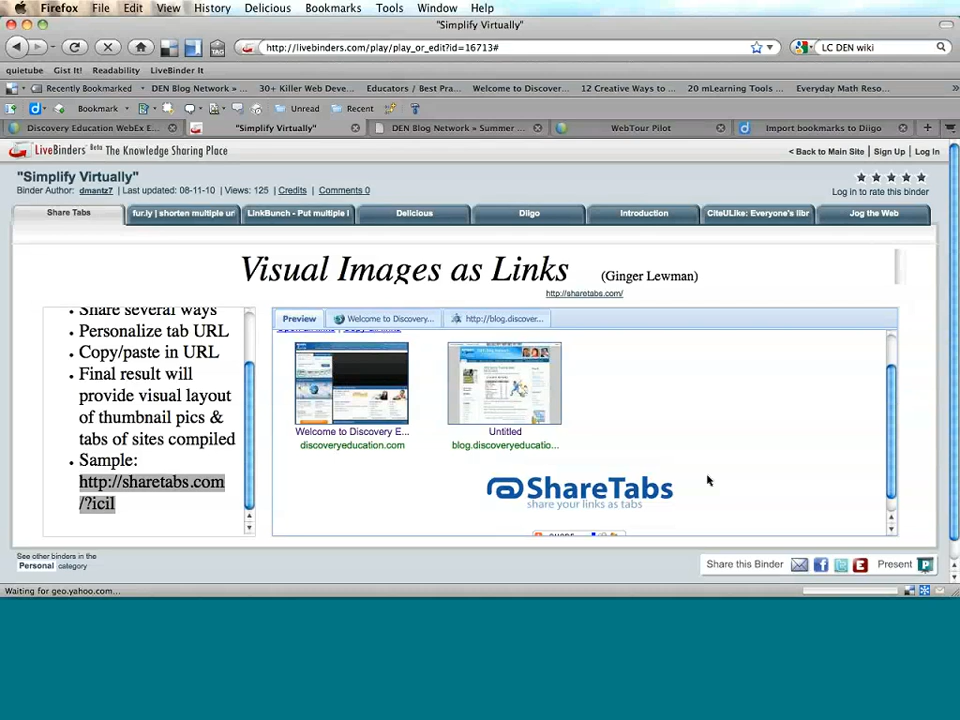 Firefox File Edit View History Delicious Bookmarks Tools Window Help
"Simplify Virtually"
http://livebinders.com/play/play_or_edit?id=16713#
LC DEN wiki
quietube Gist It! Readability LiveBinder It
Recently Bookmarked DEN Blog Network »... 30+ Killer Web Deve... Educators / Best Pra... Welcome to Discover... 12 Creative Ways to ... 20 mLearning Tools ... Everyday Math Reso... »
Bookmark Unread Recent
Discovery Education WebEx E... "Simplify Virtually" DEN Blog Network » Summer ... WebTour Pilot Import bookmarks to Diigo
LiveBinders Beta The Knowledge Sharing Place
< Back to Main Site | Sign Up | Log In
"Simplify Virtually"
Binder Author: dmantz7 | Last updated: 08-11-10 | Views: 125 | Credits | Comments 0
Log in to rate this binder
Share Tabs fur.ly | shorten multiple ur LinkBunch - Put multiple l Delicious Diigo Introduction CiteULike: Everyone's libr Jog the Web
Visual Images as Links (Ginger Lewman)
http://sharetabs.com/
• Share several ways
• Personalize tab URL
• Copy/paste in URL
• Final result will
provide visual layout
of thumbnail pics &
tabs of sites compiled
• Sample:
http://sharetabs.com
/?icil
Preview Welcome to Discovery... http://blog.discover...
Welcome to Discovery E...
discoveryeducation.com
Untitled
blog.discoveryeducatio...
ShareTabs
share your links as tabs
SHARE
See other binders in the
Personal category
Share this Binder Present
Waiting for geo.yahoo.com...